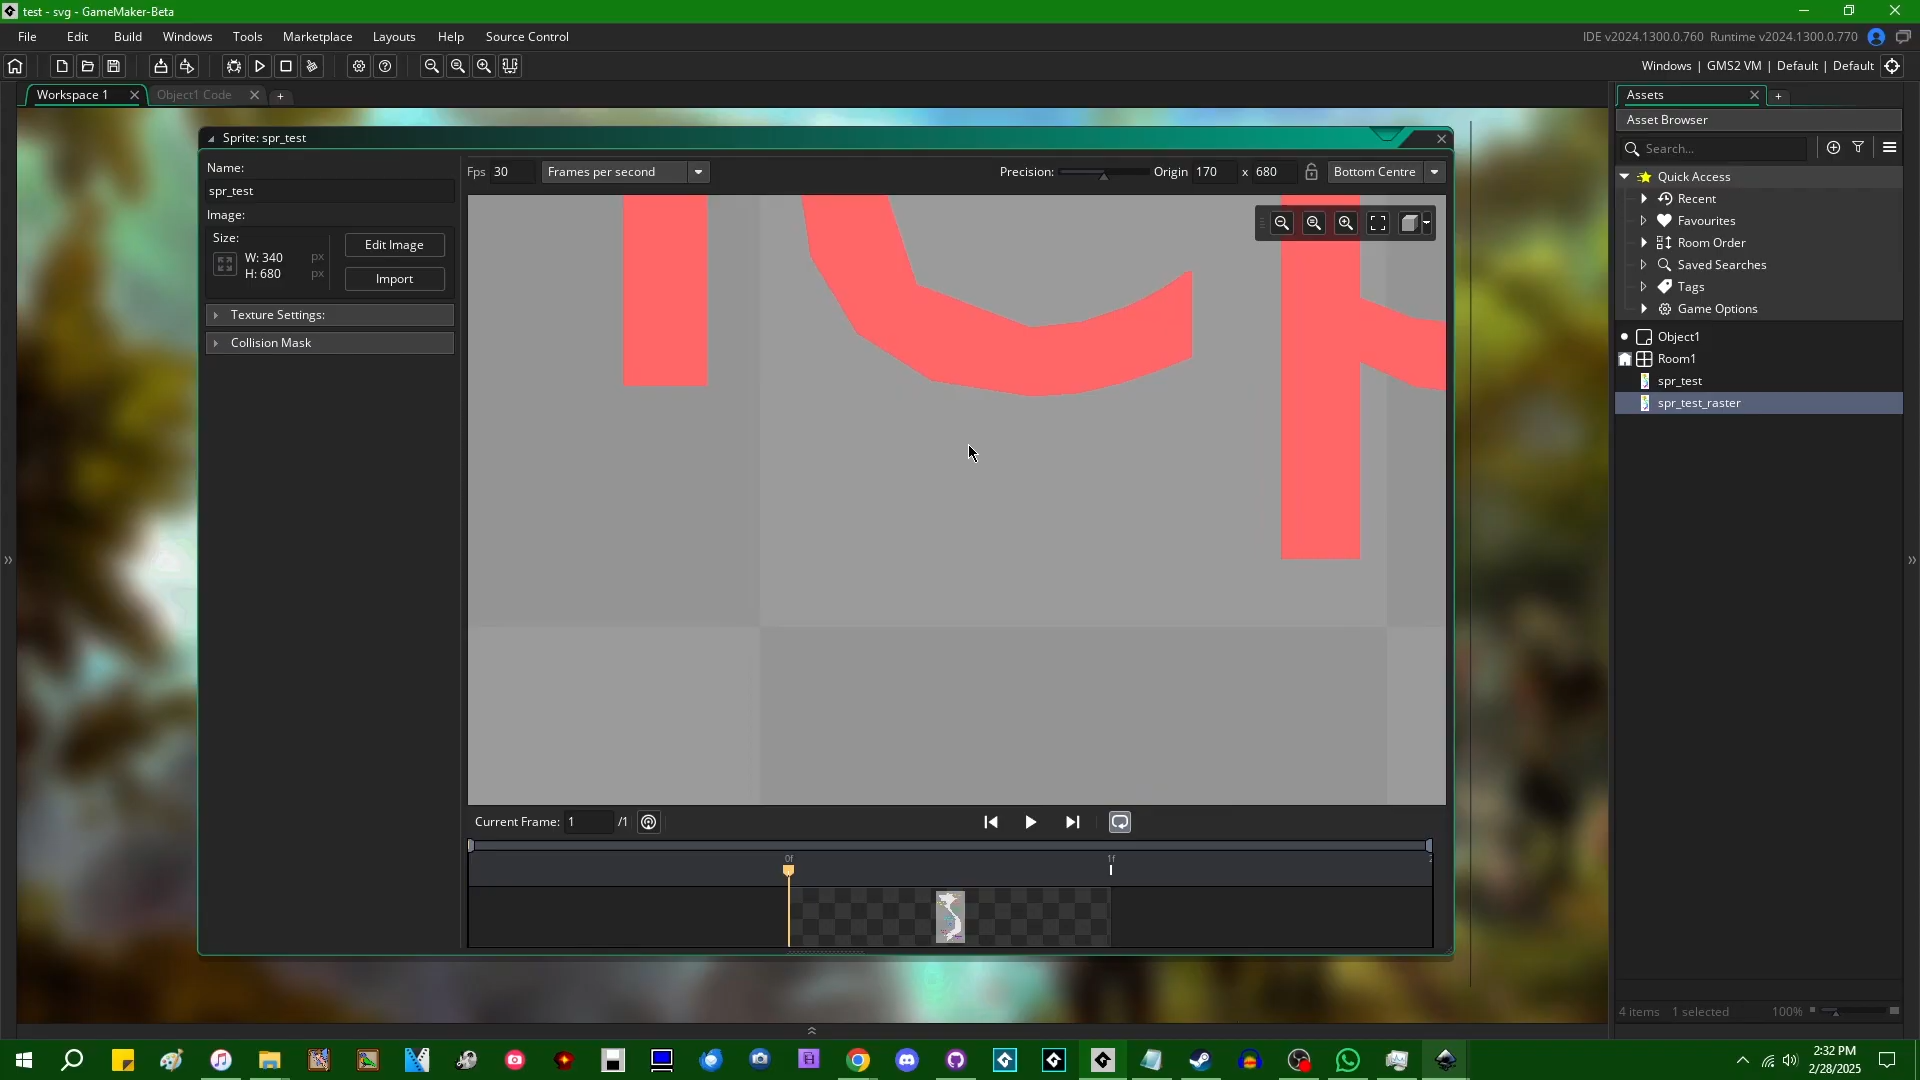 test - svg - GameMaker-Beta
File Edit Build Windows Tools Marketplace Layouts Help Source Control
IDE v2024.1300.0.760 Runtime v2024.1300.0.770
Windows | GMS2 VM | Default | Default
Workspace 1
Object1 Code
Sprite: spr_test
Name:
spr_test
Image:
Size:
W: 340 px
H: 680 px
Edit Image
Import
Texture Settings:
Collision Mask
Fps 30 Frames per second
Precision: Origin 170 x 680 Bottom Centre
Current Frame: 1 /1
0f 1f
Assets
Asset Browser
Search...
Quick Access
Recent
Favourites
Room Order
Saved Searches
Tags
Game Options
Object1
Room1
spr_test
spr_test_raster
4 items 1 selected 100%
2:32 PM
2/28/2025